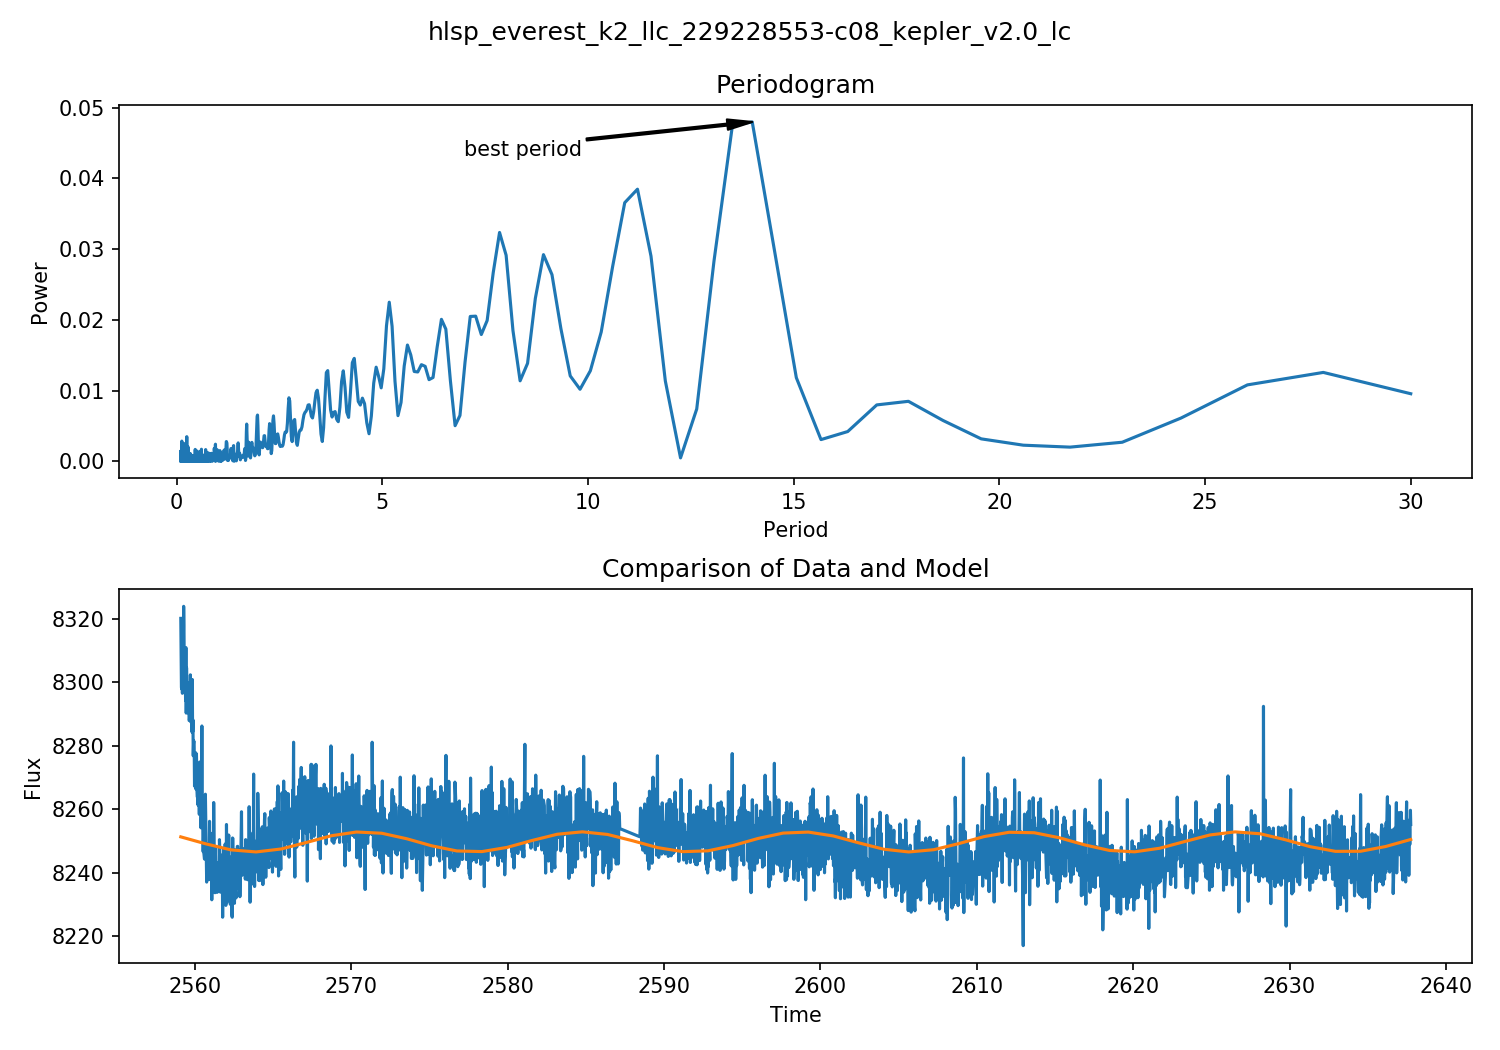 hlsp_everest_k2_llc_229228553-c08_kepler_v2.0_lc
Periodogram
0.05
0.04
0.03
0.02
0.01
0.00
Power
best period
0 5 10 15 20 25 30
Period
Comparison of Data and Model
8320
8300
8280
8260
8240
8220
Flux
2560 2570 2580 2590 2600 2610 2620 2630 2640
Time